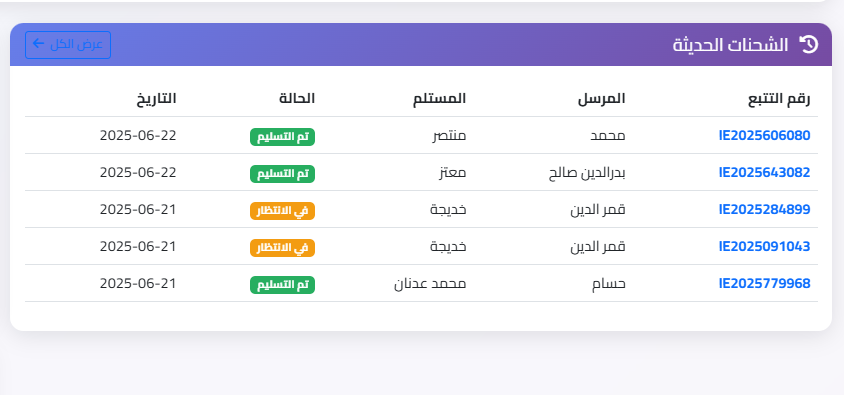 الشحنات الحديثة عرض الكل
رقم التتبع المرسل المستلم الحالة التاريخ
IE2025606080 محمد منتصر تم التسليم 2025-06-22
IE2025643082 بدرالدين صالح معتز تم التسليم 2025-06-22
IE2025284899 قمر الدين خديجة في الانتظار 2025-06-21
IE2025091043 قمر الدين خديجة في الانتظار 2025-06-21
IE2025779968 حسام محمد عدنان تم التسليم 2025-06-21